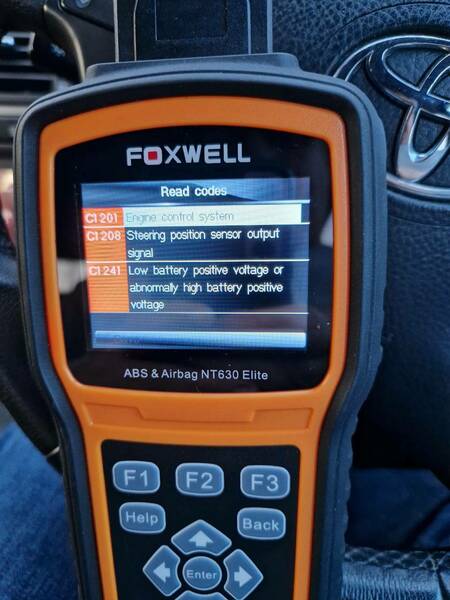 FOXWELL
Read codes
C1201 Engine control system
C1208 Steering position sensor output
signal
C1241 Low battery positive voltage or
abnormally high battery positive
voltage
ABS & Airbag NT630 Elite
F1 F2 F3
Help Back
Enter